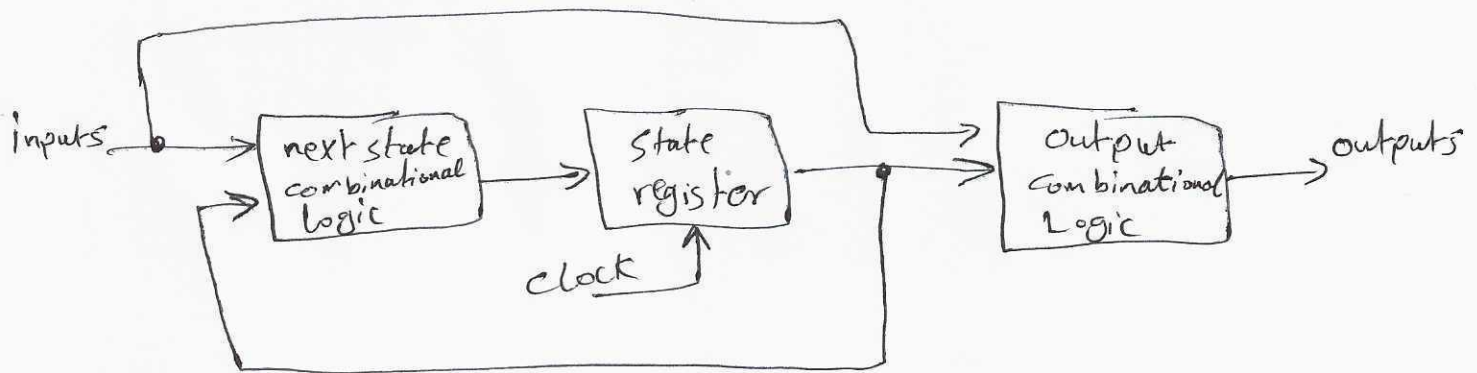 inputs
next state
combinational
logic
state
register
clock
output
combinational
Logic
outputs